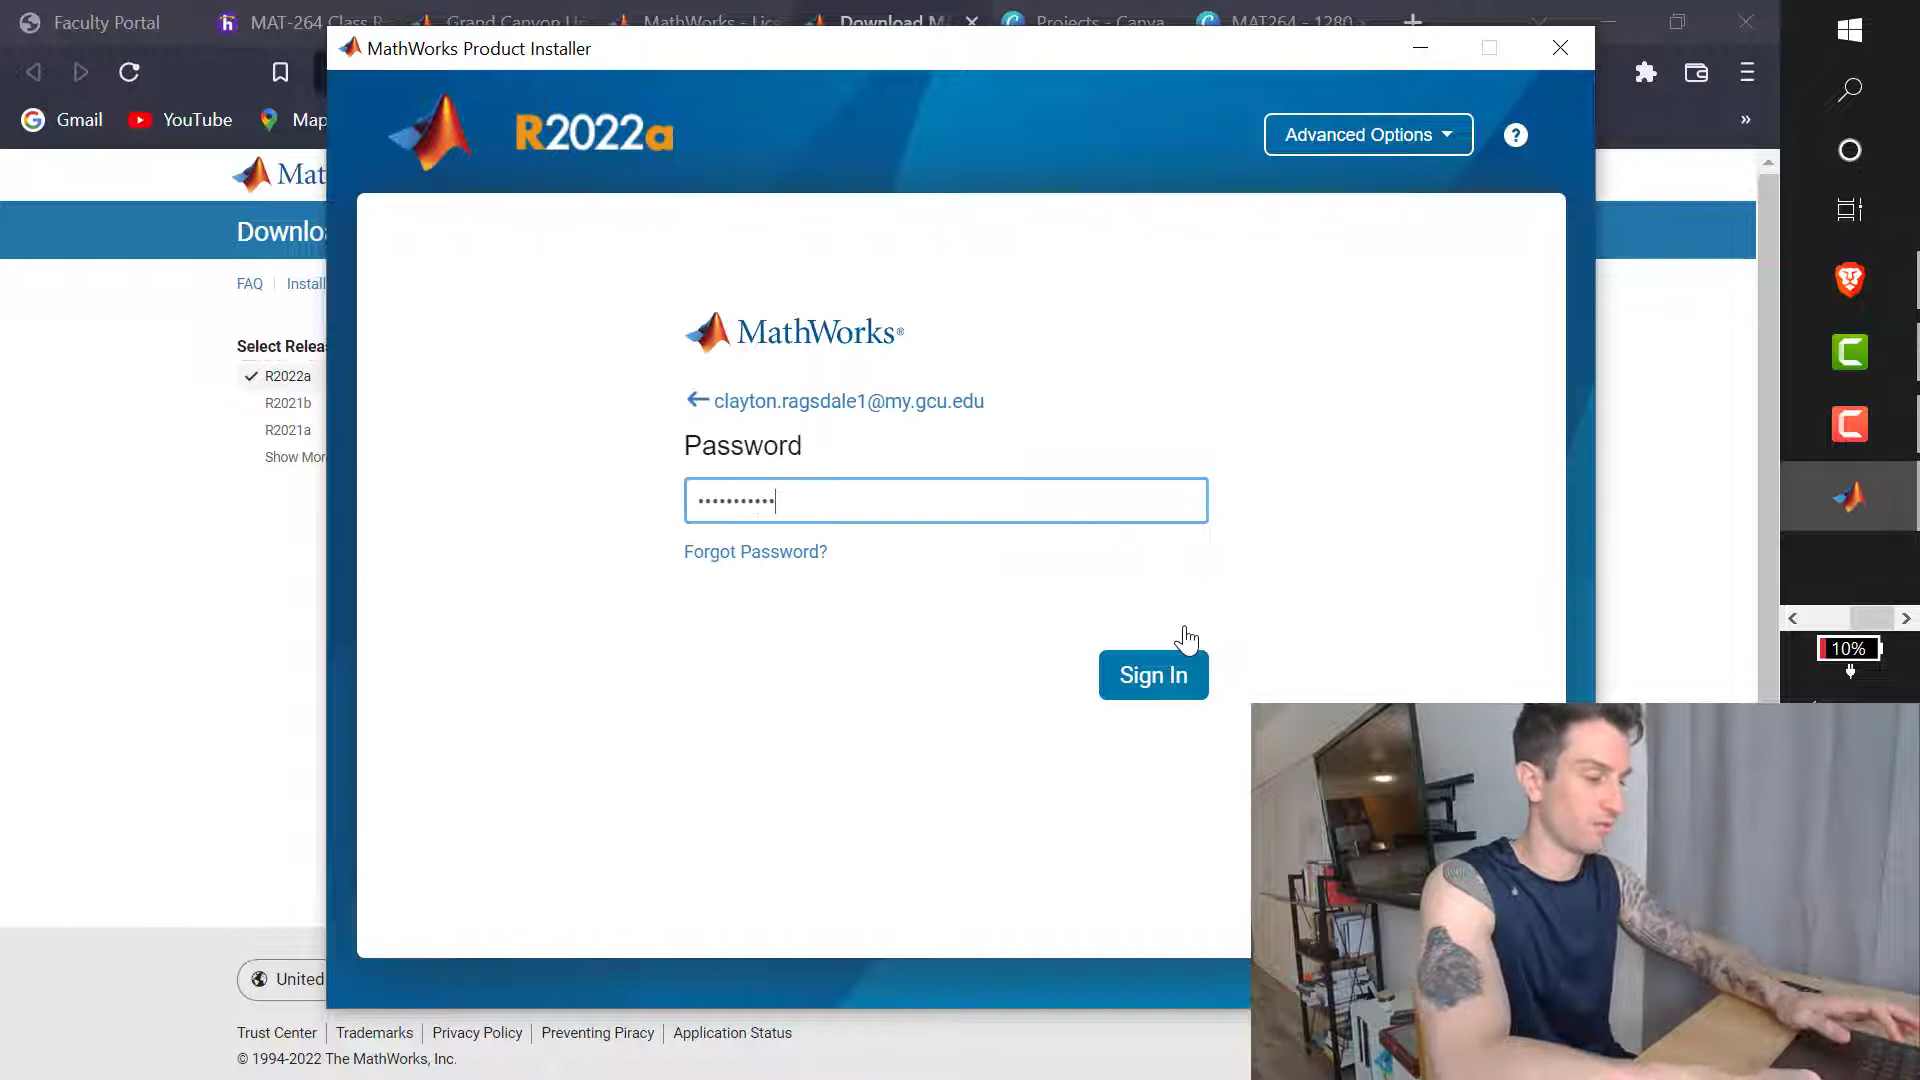 Faculty Portal
MAT-264 Class R
Grand Canyon Un
MathWorks - Lice
Download M
Projects - Canva
MAT264 - 1280
MathWorks Product Installer
Gmail
YouTube
Map
R2022a
Advanced Options
?
Mat
Downlo
FAQ
Install
Select Relea
R2022a
R2021b
R2021a
Show Mor
MathWorks®
clayton.ragsdale1@my.gcu.edu
Password
•••••••••••
Forgot Password?
Sign In
10%
United
Trust Center
Trademarks
Privacy Policy
Preventing Piracy
Application Status
© 1994-2022 The MathWorks, Inc.